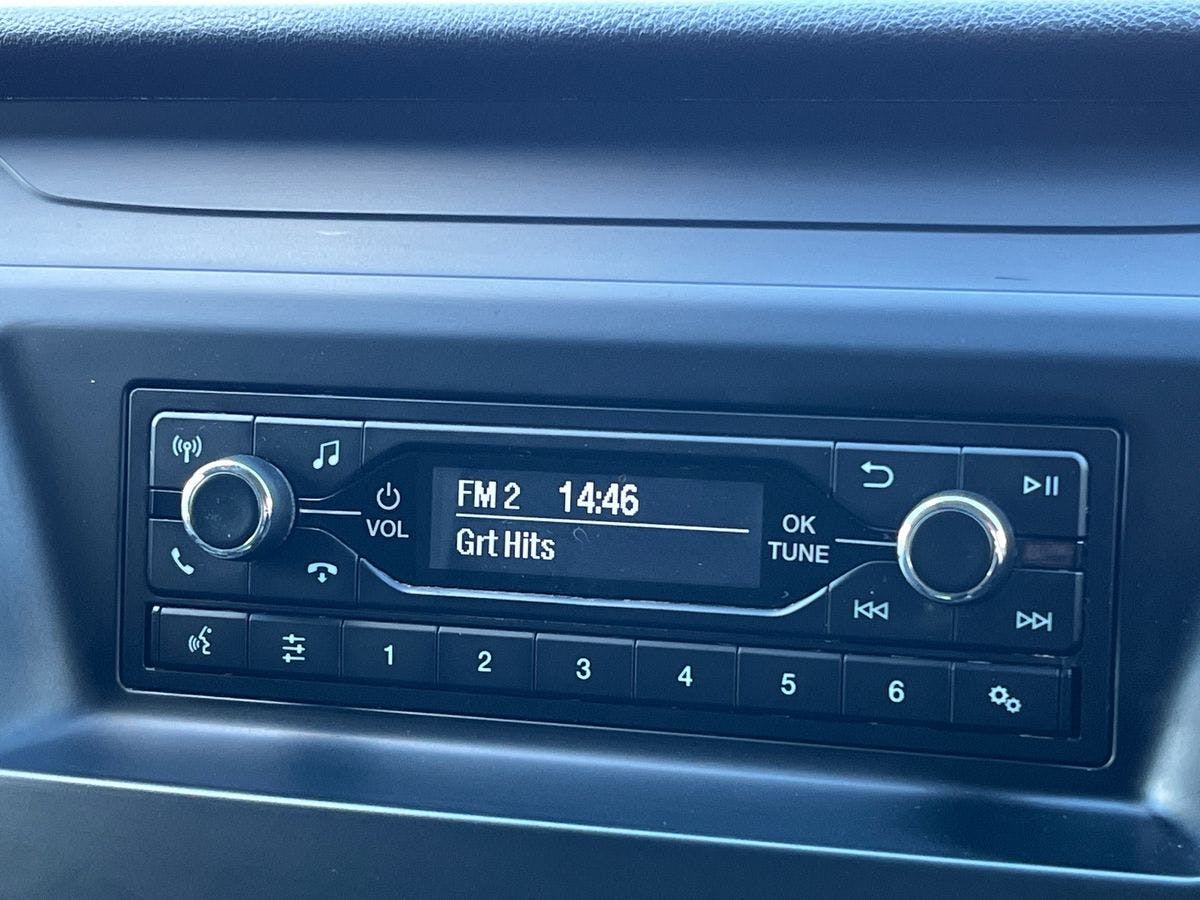 FM 2 14:46
Grt Hits
VOL
OK
TUNE
1 2 3 4 5 6